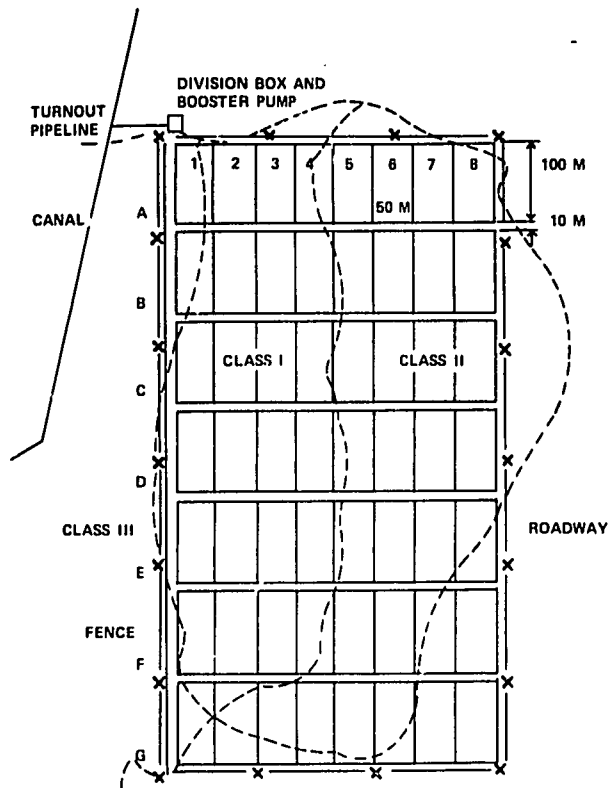 DIVISION BOX AND
BOOSTER PUMP
TURNOUT
PIPELINE
1 2 3 4 5 6 7 8
100 M
A
50 M
10 M
CANAL
B
CLASS I
CLASS II
C
D
CLASS III
ROADWAY
E
FENCE
F
G